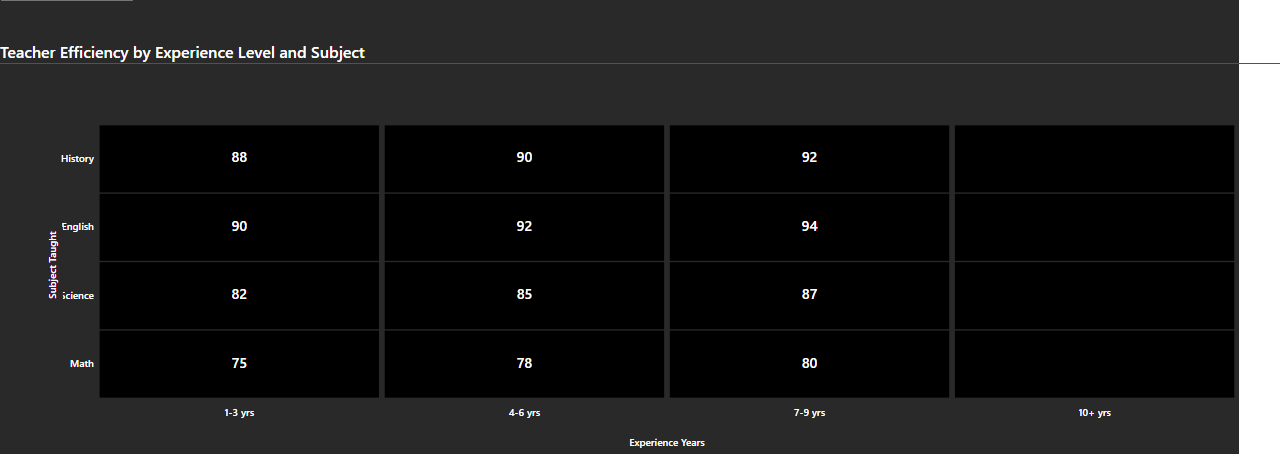 Teacher Efficiency by Experience Level and Subject
History 88 90 92
English 90 92 94
Subject Taught
Science 82 85 87
Math 75 78 80
1-3 yrs 4-6 yrs 7-9 yrs 10+ yrs
Experience Years